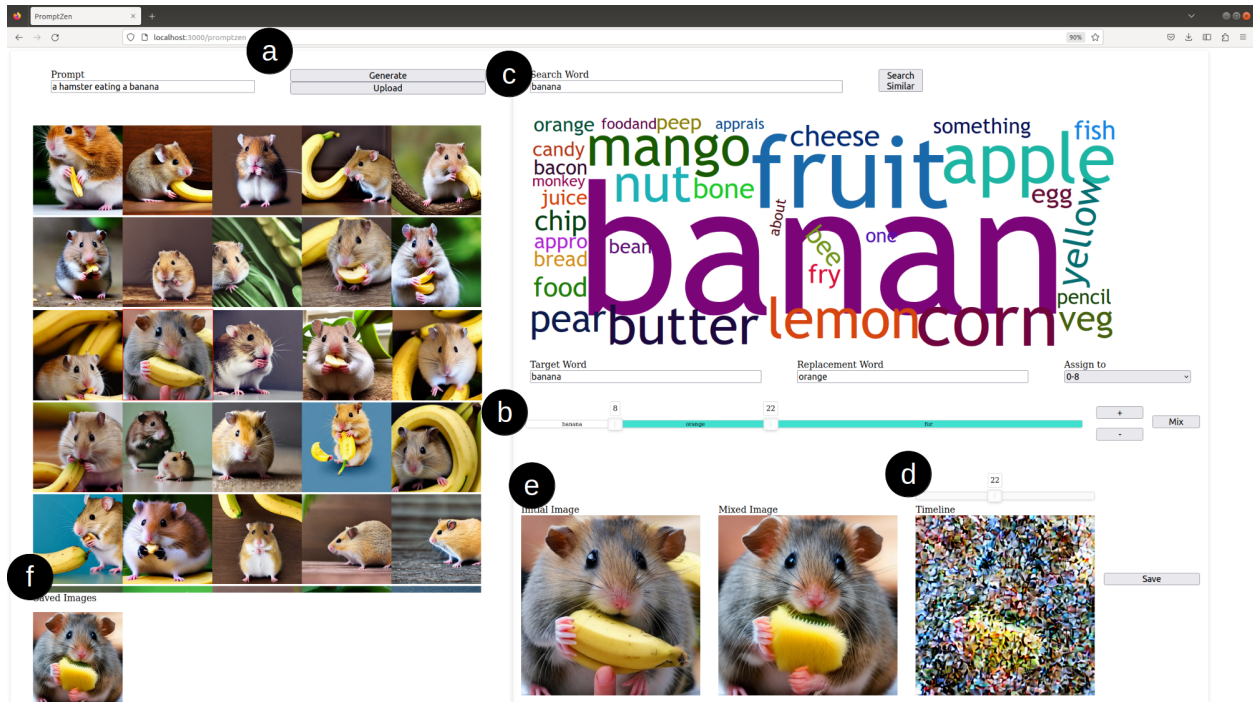 PromptZen
localhost:3000/promptzen
90%
a
Prompt
a hamster eating a banana
Generate
Upload
c
Search Word
banana
Search
Similar
orange foodand peep apprais cheese something fish
candy mango fruit apple
bacon
monkey nut bone egg
juice
chip banan about yellow
appro bean bee one
bread fry
food pencil
pear butter lemon corn veg
Target Word
banana
Replacement Word
orange
Assign to
0-8
b
8
22
banana
orange
fur
+
-
Mix
d
22
e
Initial Image
Mixed Image
Timeline
Save
f
Saved Images